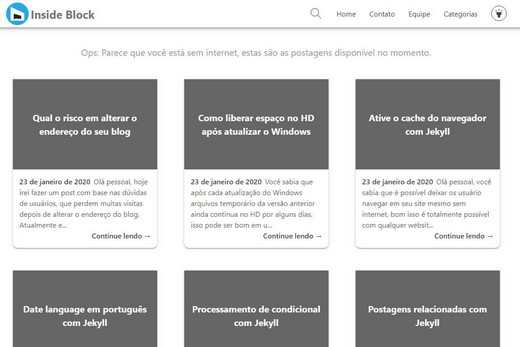 Inside Block
Home Contato Equipe Categorias
Ops: Parece que você está sem internet, estas são as postagens disponível no momento.
Qual o risco em alterar o
endereço do seu blog
23 de janeiro de 2020 Olá pessoal, hoje
irei fazer um post com base nas dúvidas
de usuários, que perdem muitas visitas
depois de alterar o endereço do blog.
Atualmente e...
Continue lendo →
Como liberar espaço no HD
após atualizar o Windows
23 de janeiro de 2020 Você sabia que
após cada atualização do Windows
arquivos temporário da versão anterior
ainda continua no HD por alguns dias,
isso pode ser bom em u...
Continue lendo →
Ative o cache do navegador
com Jekyll
23 de janeiro de 2020 Olá pessoal, você
sabia que é possível deixar os usuário
navegar em seu site mesmo sem
internet, bom isso é totalmente possível
com qualquer websit...
Continue lendo →
Date language em português
com Jekyll
Processamento de condicional
com Jekyll
Postagens relacionadas com
Jekyll